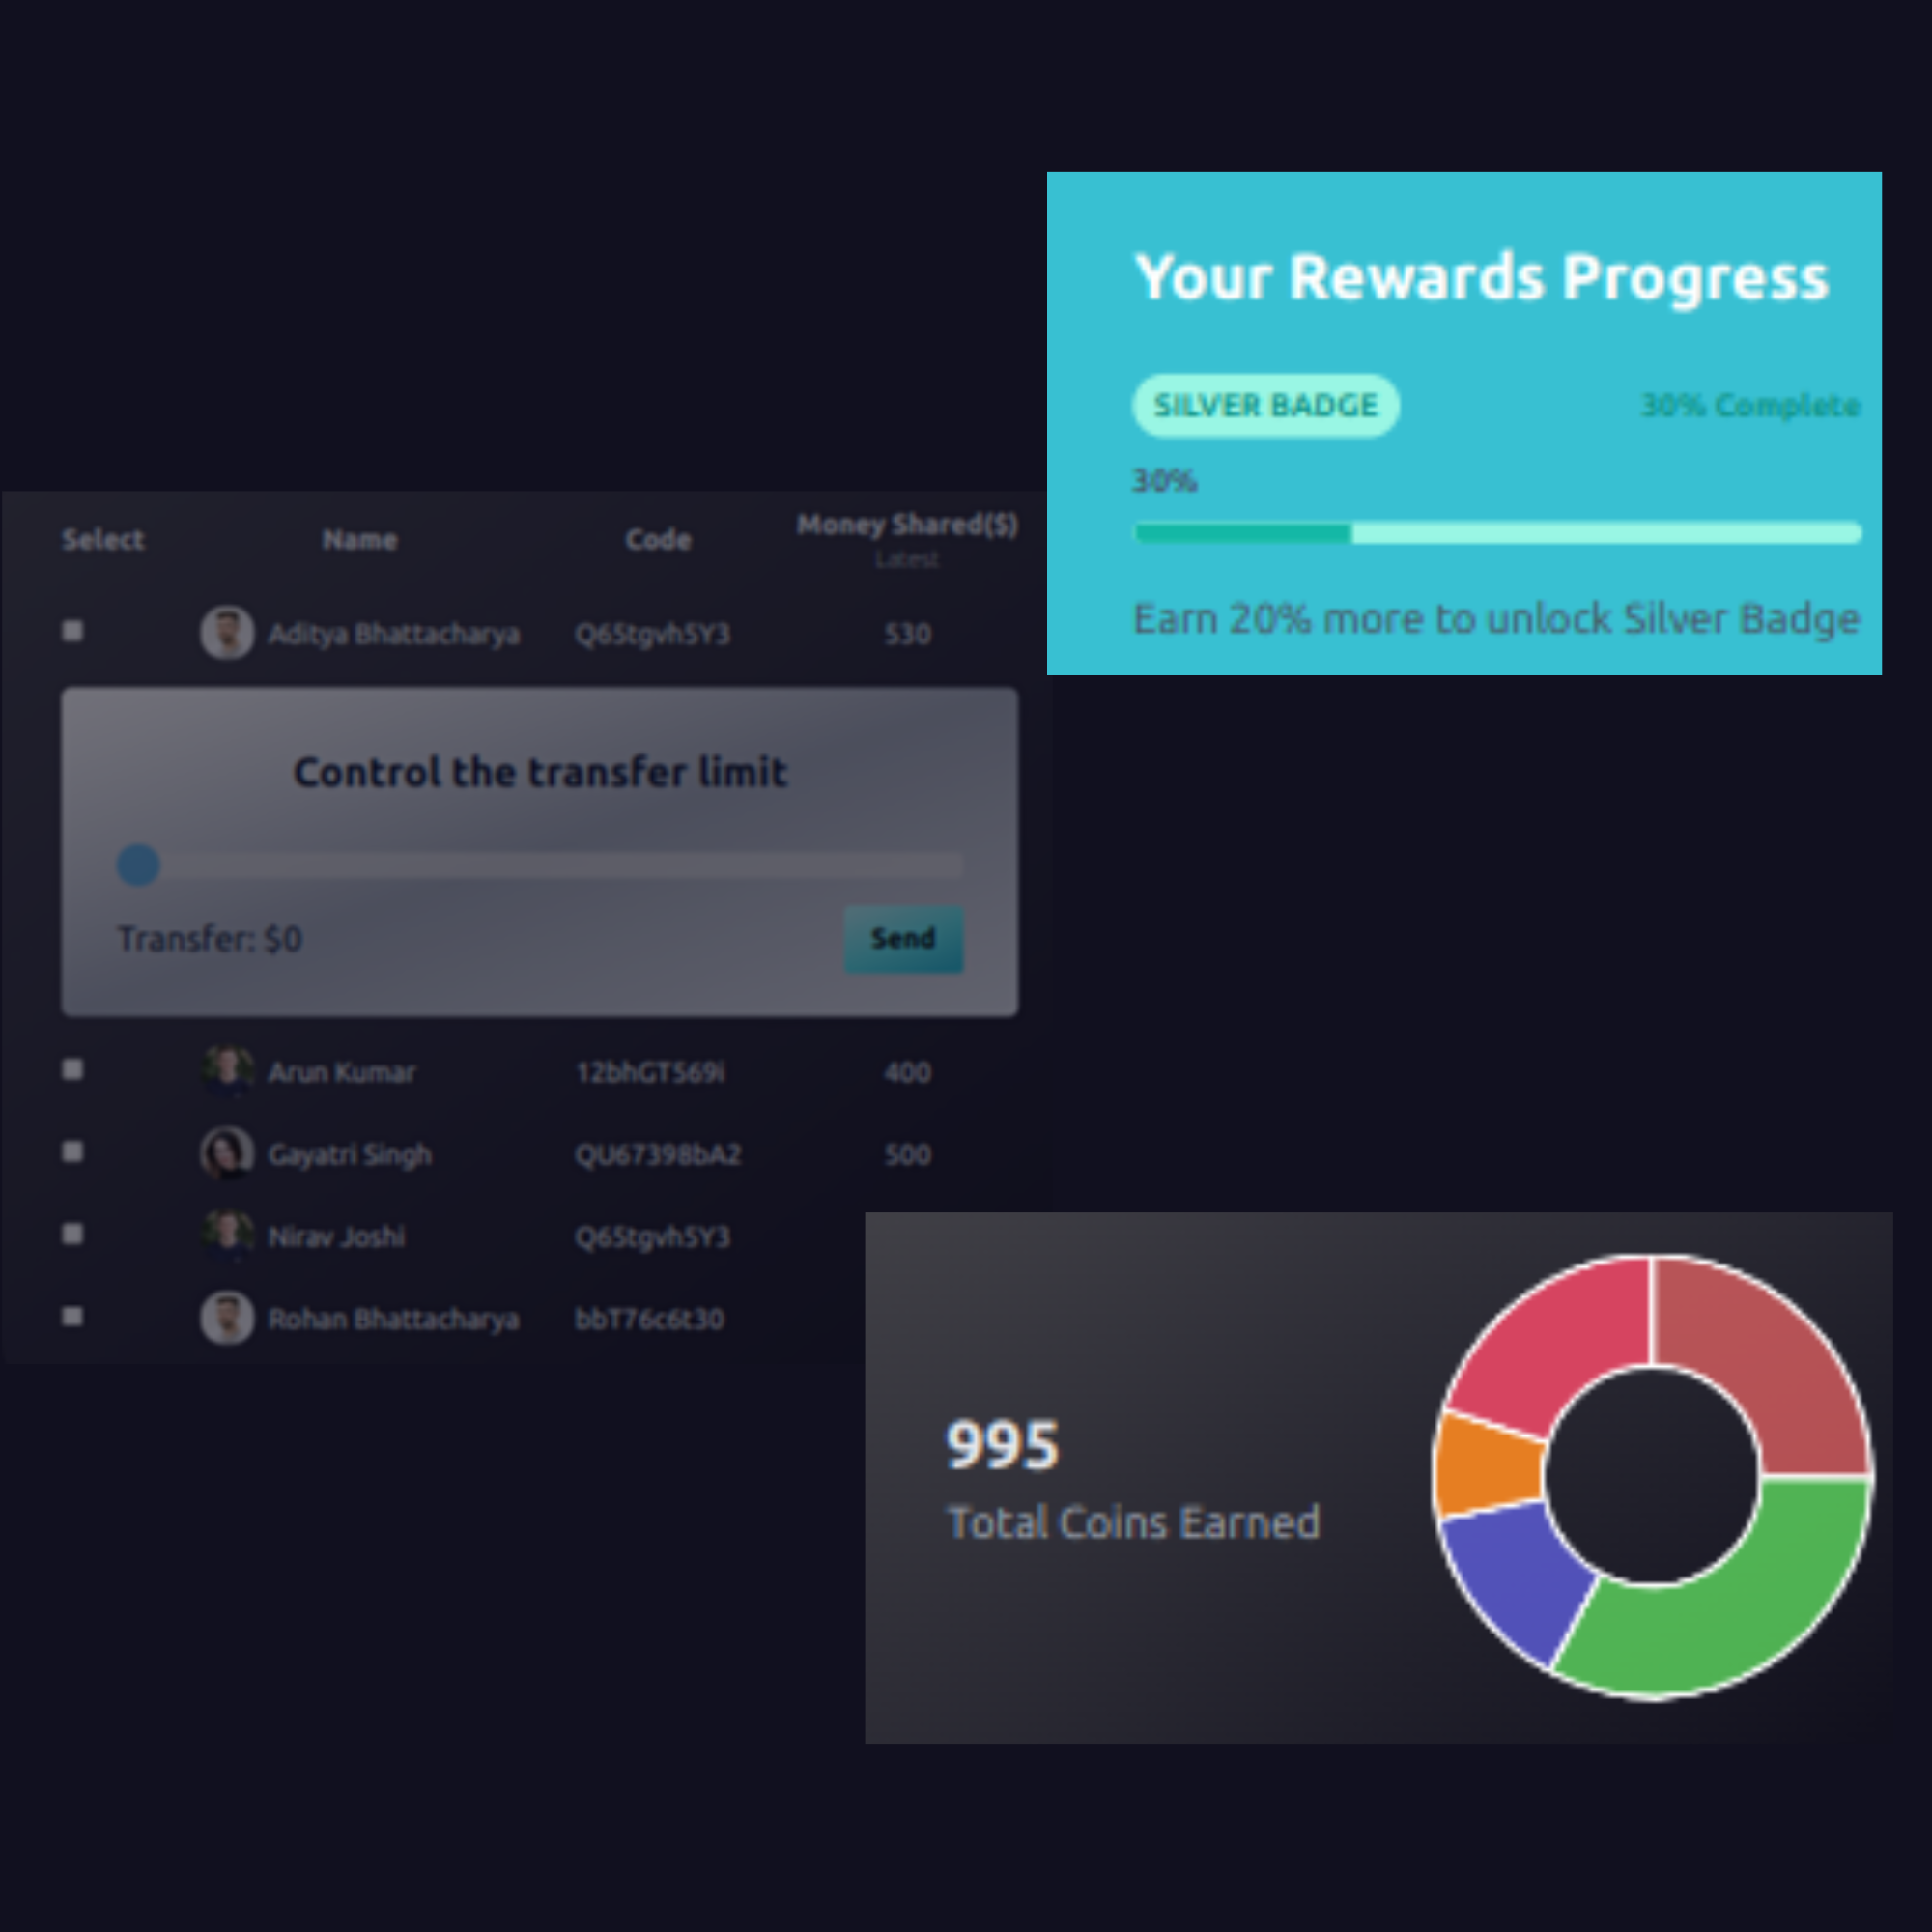 Your Rewards Progress
SILVER BADGE 30% Complete
30%
Earn 20% more to unlock Silver Badge
Select Name Code Money Shared($)
Latest
Aditya Bhattacharya Q65tgvh5Y3 530
Control the transfer limit
Transfer: $0 Send
Arun Kumar 12bhGT569i 400
Gayatri Singh QU67398bA2 500
Nirav Joshi Q65tgvh5Y3
Rohan Bhattacharya bbT76c6t30
995
Total Coins Earned